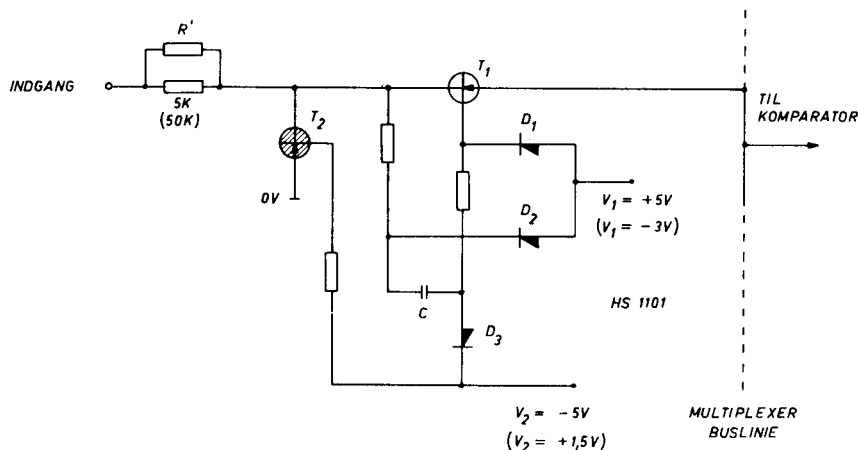 R'
INDGANG
5K
(50K)
T2
0V
T1
D1
D2
V1 = +5V
(V1 = -3V)
TIL
KOMPARATOR
C
D3
HS 1101
V2 = -5V
(V2 = +1,5V)
MULTIPLEXER
BUSLINIE